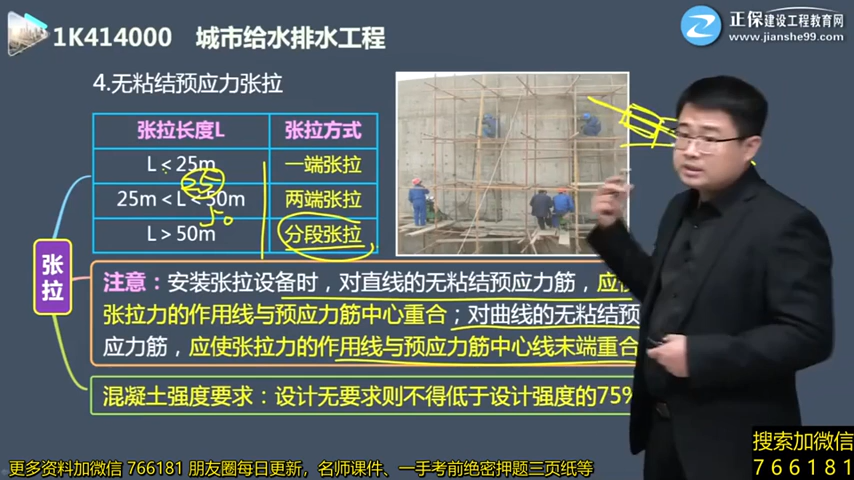 1K414000 城市给水排水工程
正保建设工程教育网
www.jianshe99.com
4.无粘结预应力张拉
张拉长度L 张拉方式
L<25m 一端张拉
25m<L<50m 两端张拉
L>50m 分段张拉
25
50
张拉
注意：安装张拉设备时，对直线的无粘结预应力筋，应
张拉力的作用线与预应力筋中心重合；对曲线的无粘结预
应力筋，应使张拉力的作用线与预应力筋中心线末端重合
混凝土强度要求：设计无要求则不得低于设计强度的75%
搜索加微信
766181
更多资料加微信 766181 朋友圈每日更新，名师课件、一手考前绝密押题三页纸等